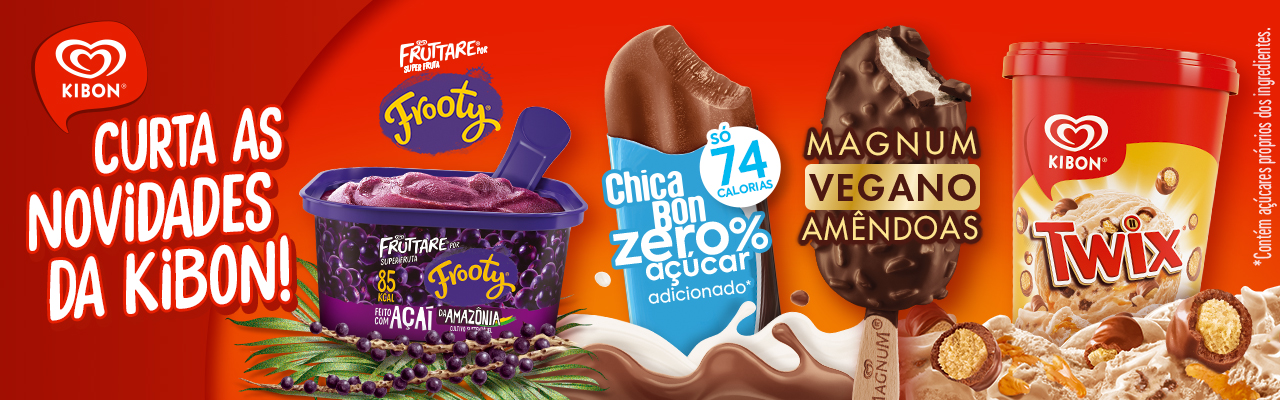 KIBON®
CURTA AS
NOVIDADES
DA KIBON!
FRUTTARE® POR
SUPER FRUTA
Frooty®
FRUTTARE POR
SUPERFRUTA
Frooty®
85
KCAL
FEITO
COM AÇAÍ DA AMAZÔNIA
SÓ
74
CALORIAS
Chica
BON
zero%
açúcar
adicionado*
MAGNUM
VEGANO
AMÊNDOAS
MAGNUM
KIBON®
TWIX
*Contém açúcares próprios dos ingredientes.